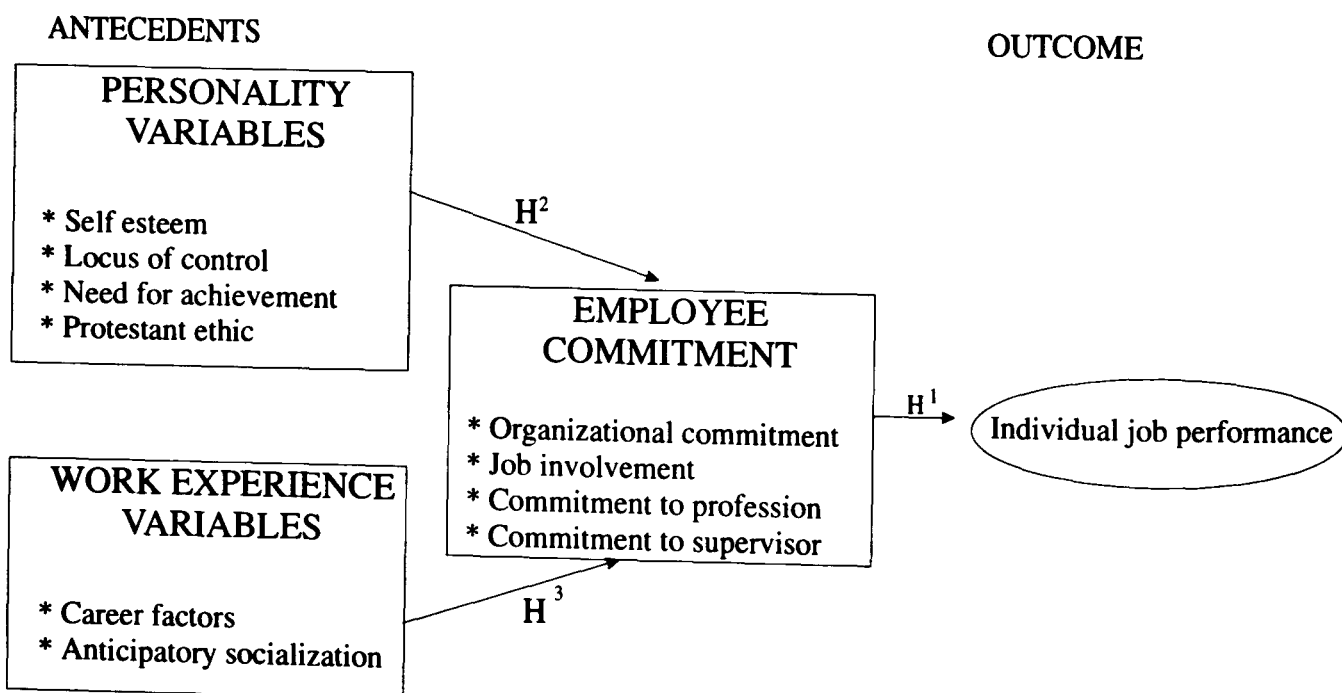 ANTECEDENTS
OUTCOME
PERSONALITY
VARIABLES
* Self esteem
* Locus of control
* Need for achievement
* Protestant ethic
H²
EMPLOYEE
COMMITMENT
* Organizational commitment
* Job involvement
* Commitment to profession
* Commitment to supervisor
H¹
Individual job performance
WORK EXPERIENCE
VARIABLES
* Career factors
* Anticipatory socialization
H³